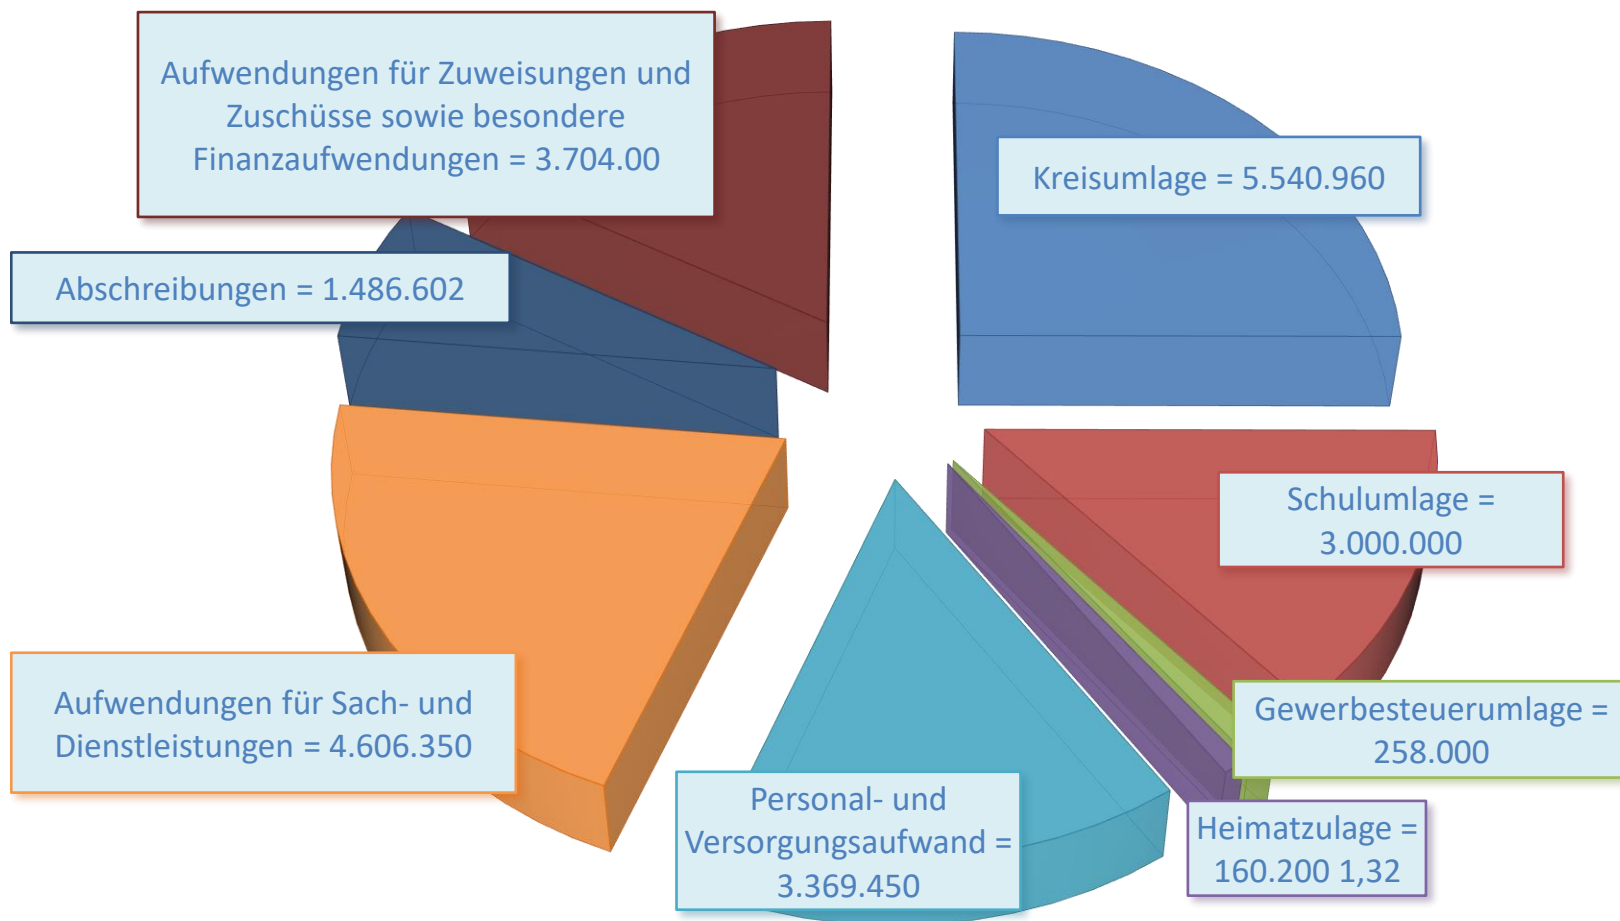 Aufwendungen für Zuweisungen und
Zuschüsse sowie besondere
Finanzaufwendungen = 3.704.00
Kreisumlage = 5.540.960
Abschreibungen = 1.486.602
Schulumlage =
3.000.000
Aufwendungen für Sach- und
Dienstleistungen = 4.606.350
Gewerbesteuerumlage =
258.000
Personal- und
Versorgungsaufwand =
3.369.450
Heimatzulage =
160.200 1,32